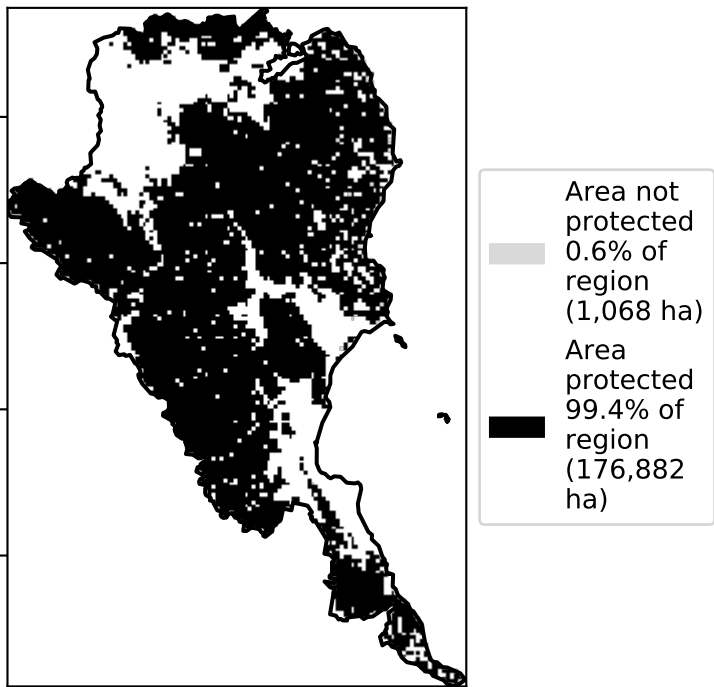 Area not
protected
0.6% of
region
(1,068 ha)
Area
protected
99.4% of
region
(176,882
ha)